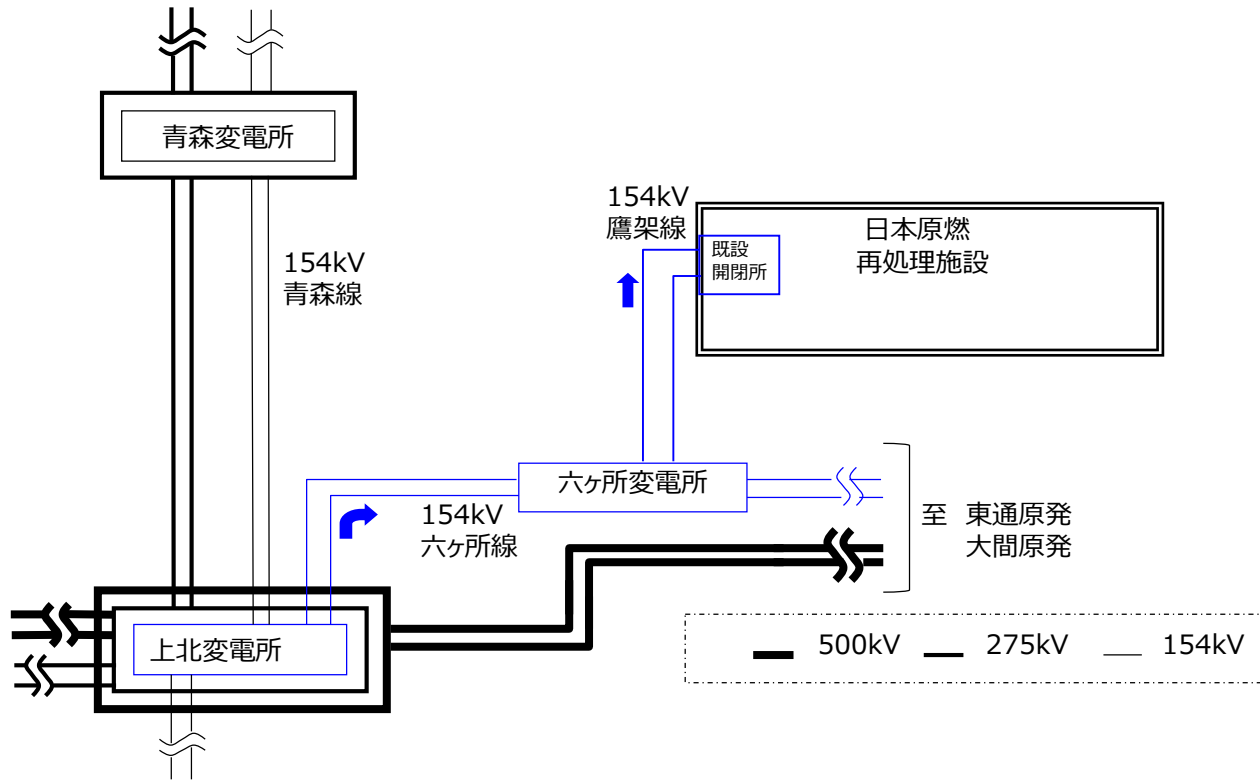 青森変電所
154kV
青森線
154kV
鷹架線
既設
開閉所
日本原燃
再処理施設
六ヶ所変電所
154kV
六ヶ所線
至 東通原発
大間原発
上北変電所
500kV 275kV 154kV